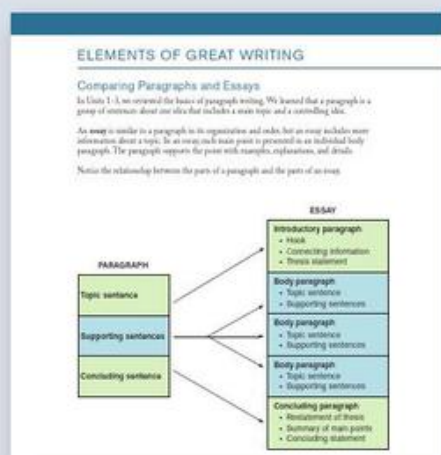 ELEMENTS OF GREAT WRITING
Comparing Paragraphs and Essays
In Units 1-3, we reviewed the basics of paragraph writing. We learned that a paragraph is a
group of sentences about one idea that includes a main topic and a controlling idea.
An essay is similar to a paragraph in its organization and order, but an essay includes more
information about a topic. In an essay, each main point is presented in an individual body
paragraph. The paragraph supports the point with examples, explanations, and details.
Notice the relationship between the parts of a paragraph and the parts of an essay.
PARAGRAPH
Topic sentence
Supporting sentences
Concluding sentence
ESSAY
Introductory paragraph
• Hook
• Connecting information
• Thesis statement
Body paragraph
• Topic sentence
• Supporting sentences
Body paragraph
• Topic sentence
• Supporting sentences
Body paragraph
• Topic sentence
• Supporting sentences
Concluding paragraph
• Restatement of thesis
• Summary of main points
• Concluding statement